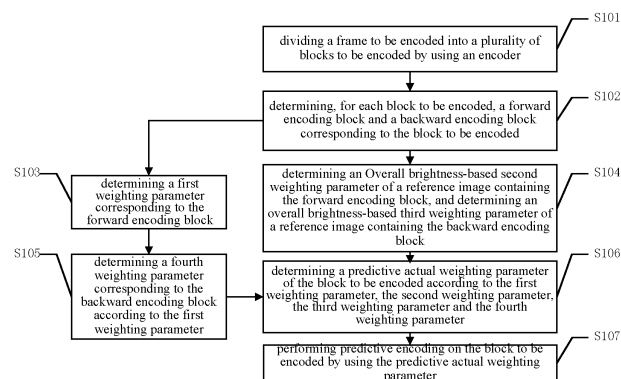 S101
dividing a frame to be encoded into a plurality of
blocks to be encoded by using an encoder
S102
determining, for each block to be encoded, a forward
encoding block and a backward encoding block
corresponding to the block to be encoded
S103
determining a first
weighting parameter
corresponding to the
forward encoding block
S104
determining an Overall brightness-based second
weighting parameter of a reference image containing
the forward encoding block, and determining an
overall brightness-based third weighting parameter of
a reference image containing the backward encoding
block
S105
determining a fourth
weighting parameter
corresponding to the
backward encoding block
according to the first
weighting parameter
S106
determining a predictive actual weighting parameter
of the block to be encoded according to the first
weighting parameter, the second weighting parameter,
the third weighting parameter and the fourth
weighting parameter
S107
performing predictive encoding on the block to be
encoded by using the predictive actual weighting
parameter